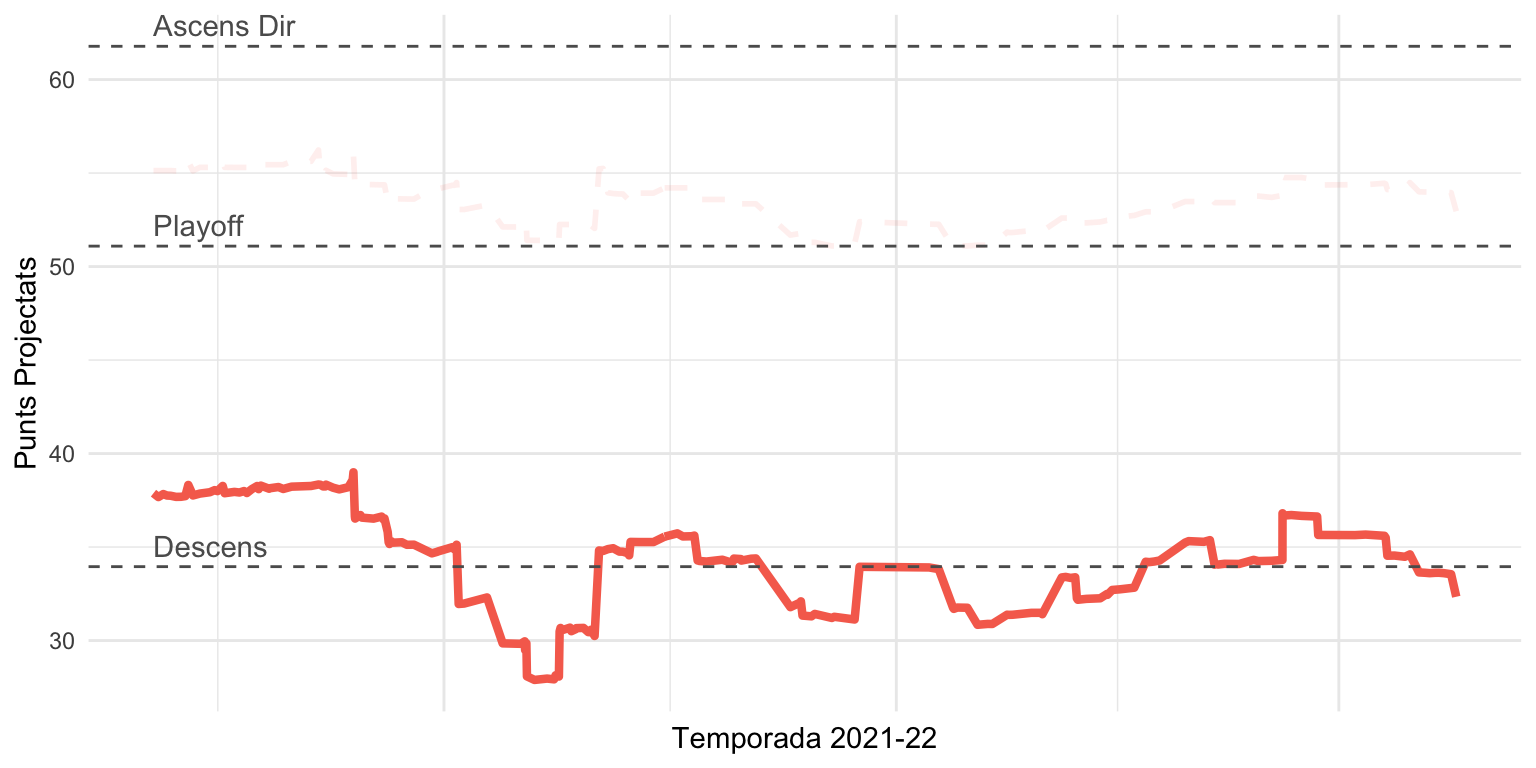 Ascens Dir
60
Playoff
50
Punts Projectats
40
Descens
30
Temporada 2021-22